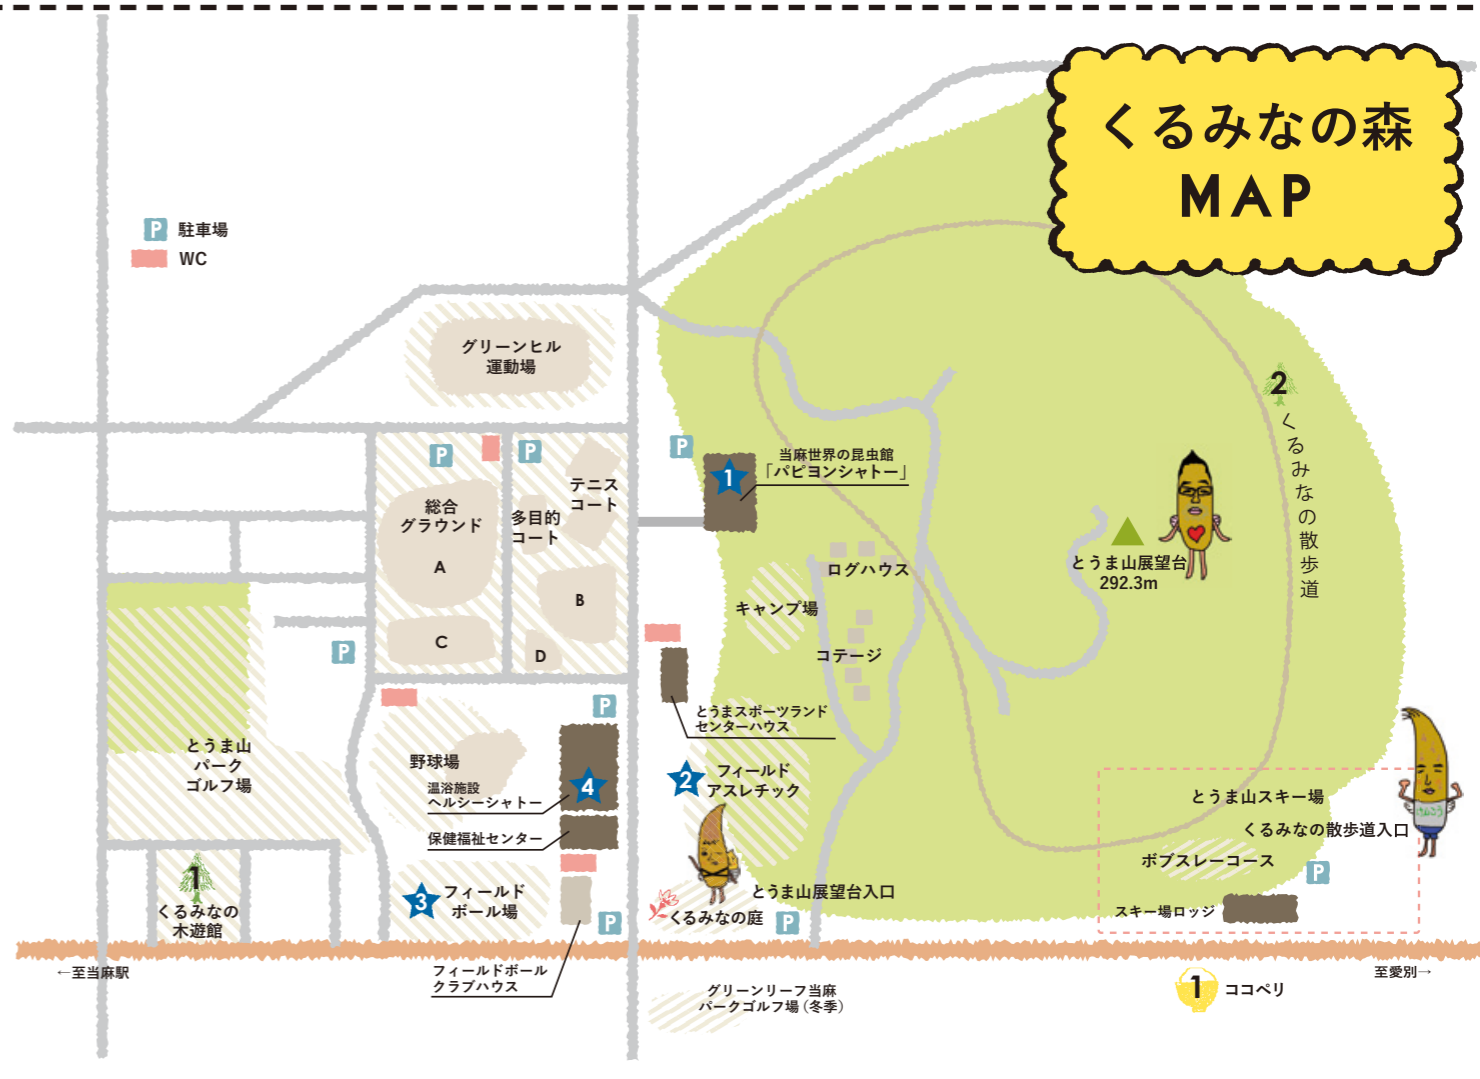 くるみなの森
MAP
P 駐車場
WC
グリーンヒル
運動場
P
P
テニス
コート
総合
グラウンド
多目的
コート
A
B
C
D
P
P
1
当麻世界の昆虫館
「パピヨンシャトー」
2
くるみなの散歩道
とうま山展望台
292.3m
ログハウス
キャンプ場
コテージ
とうまスポーツランド
センターハウス
P
とうま山
パーク
ゴルフ場
野球場
温浴施設
ヘルシーシャトー
4
保健福祉センター
2
フィールド
アスレチック
とうま山スキー場
くるみなの散歩道入口
ボブスレーコース
P
スキー場ロッジ
けんこう
1
くるみなの
木遊館
3
フィールド
ボール場
P
とうま山展望台入口
くるみなの庭
P
←至当麻駅
フィールドボール
クラブハウス
グリーンリーフ当麻
パークゴルフ場（冬季）
至愛別→
1
ココペリ